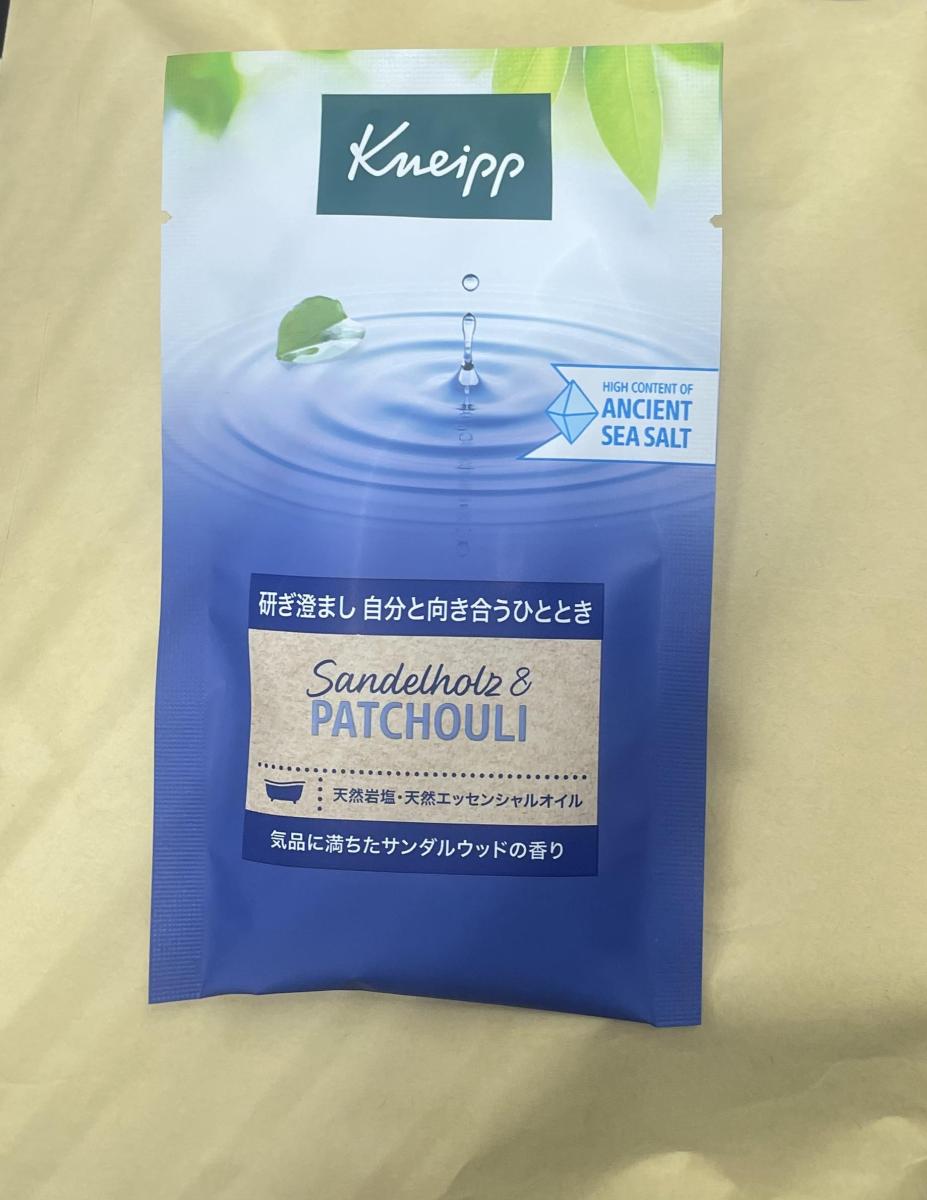 Kneipp
HIGH CONTENT OF
ANCIENT
SEA SALT
研ぎ澄まし 自分と向き合うひととき
Sandelholz &
PATCHOULI
天然岩塩・天然エッセンシャルオイル
気品に満ちたサンダルウッドの香り